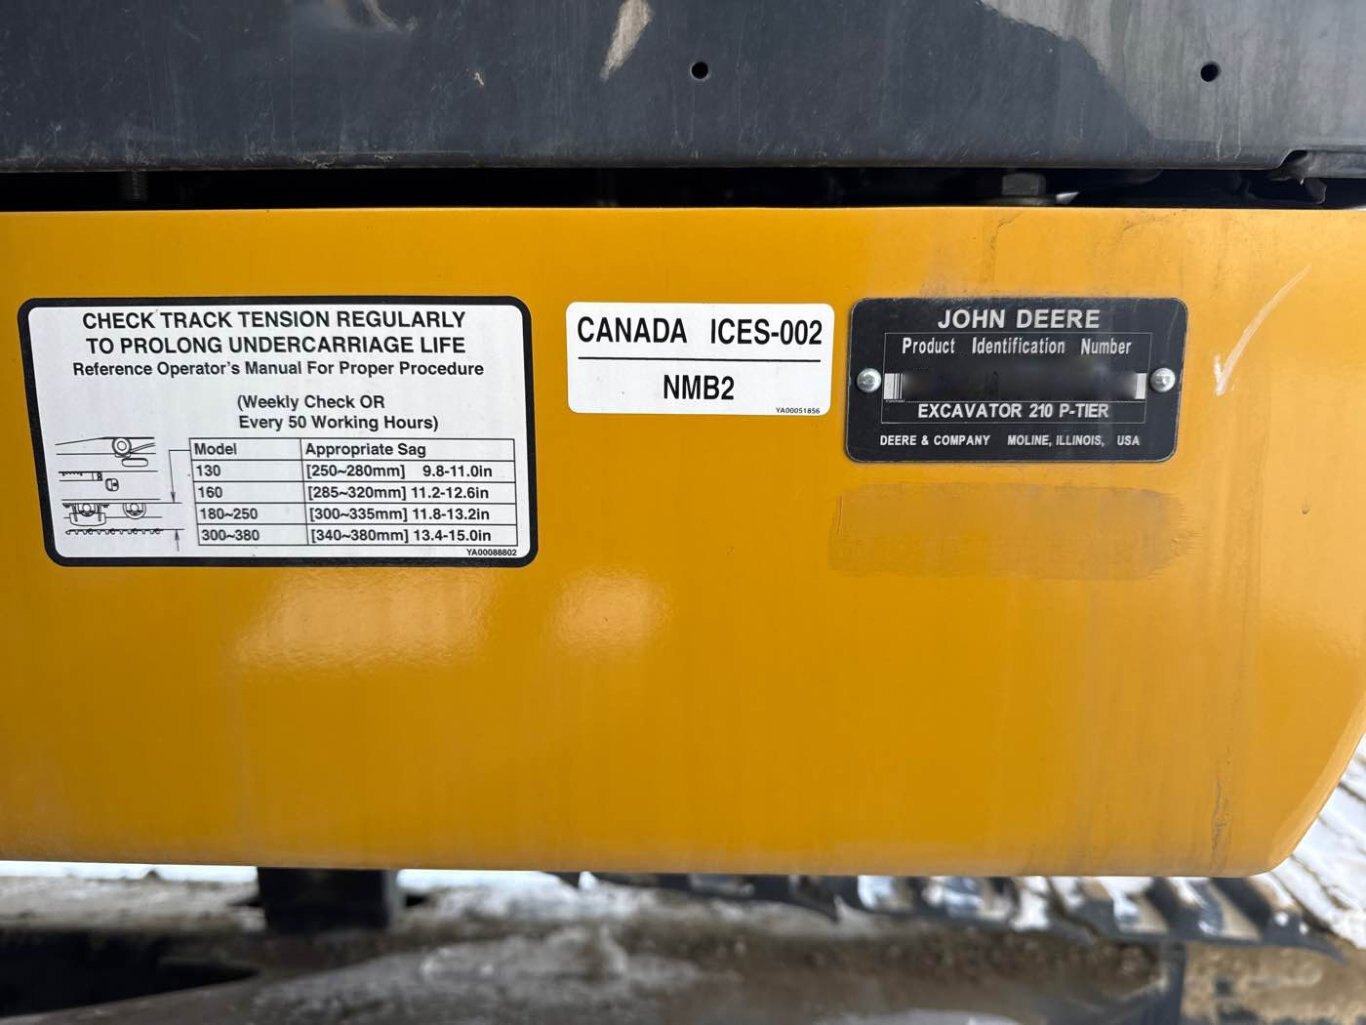 CHECK TRACK TENSION REGULARLY
TO PROLONG UNDERCARRIAGE LIFE
Reference Operator's Manual For Proper Procedure
(Weekly Check OR
Every 50 Working Hours)
Model Appropriate Sag
130 [250~280mm] 9.8-11.0in
160 [285~320mm] 11.2-12.6in
180~250 [300~335mm] 11.8-13.2in
300~380 [340~380mm] 13.4-15.0in
YA00088802
CANADA ICES-002
NMB2
YA00051856
JOHN DEERE
Product Identification Number
EXCAVATOR 210 P-TIER
DEERE & COMPANY MOLINE, ILLINOIS, USA